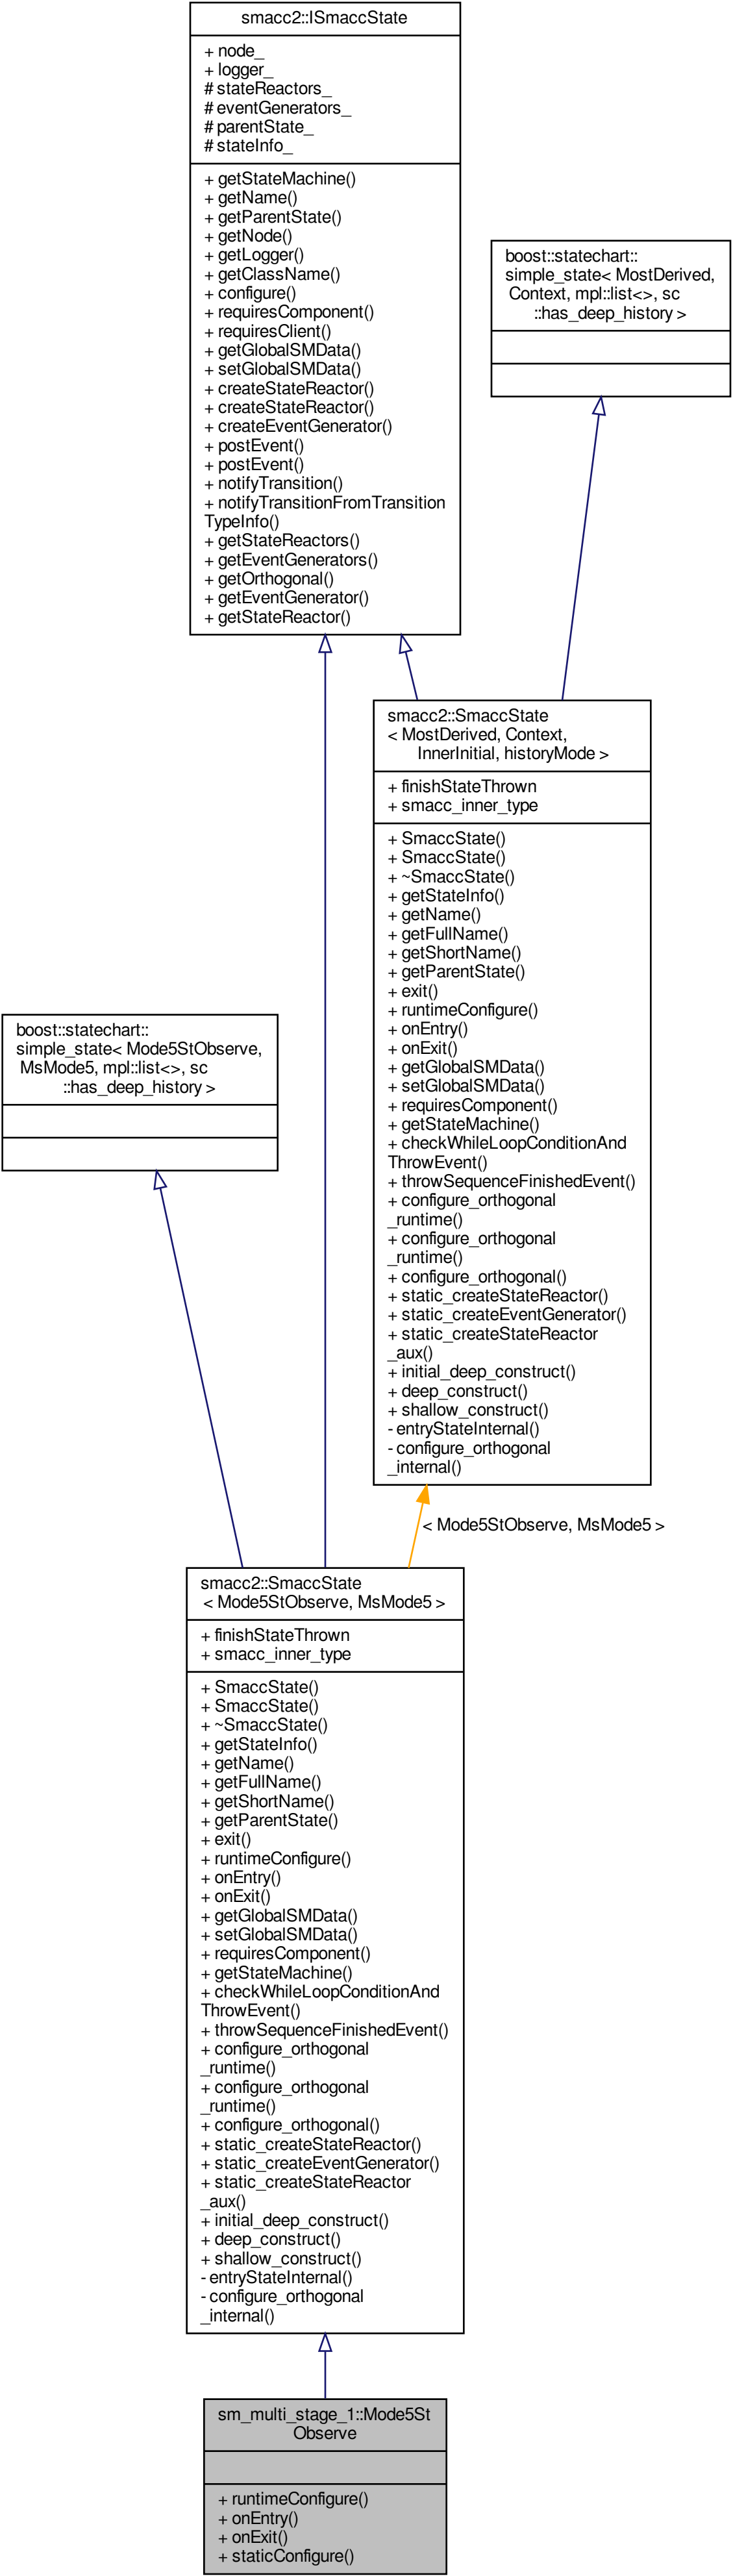 smacc2::ISmaccState
+ node_
+ logger_
# stateReactors_
# eventGenerators_
# parentState_
# stateInfo_
+ getStateMachine()
+ getName()
+ getParentState()
+ getNode()
+ getLogger()
+ getClassName()
+ configure()
+ requiresComponent()
+ requiresClient()
+ getGlobalSMData()
+ setGlobalSMData()
+ createStateReactor()
+ createStateReactor()
+ createEventGenerator()
+ postEvent()
+ postEvent()
+ notifyTransition()
+ notifyTransitionFromTransition
TypeInfo()
+ getStateReactors()
+ getEventGenerators()
+ getOrthogonal()
+ getEventGenerator()
+ getStateReactor()
boost::statechart::
simple_state< MostDerived,
Context, mpl::list<>, sc
::has_deep_history >
smacc2::SmaccState
< MostDerived, Context,
InnerInitial, historyMode >
+ finishStateThrown
+ smacc_inner_type
+ SmaccState()
+ SmaccState()
+ ~SmaccState()
+ getStateInfo()
+ getName()
+ getFullName()
+ getShortName()
+ getParentState()
+ exit()
+ runtimeConfigure()
+ onEntry()
+ onExit()
+ getGlobalSMData()
+ setGlobalSMData()
+ requiresComponent()
+ getStateMachine()
+ checkWhileLoopConditionAnd
ThrowEvent()
+ throwSequenceFinishedEvent()
+ configure_orthogonal
_runtime()
+ configure_orthogonal
_runtime()
+ configure_orthogonal()
+ static_createStateReactor()
+ static_createEventGenerator()
+ static_createStateReactor
_aux()
+ initial_deep_construct()
+ deep_construct()
+ shallow_construct()
- entryStateInternal()
- configure_orthogonal
_internal()
boost::statechart::
simple_state< Mode5StObserve,
MsMode5, mpl::list<>, sc
::has_deep_history >
< Mode5StObserve, MsMode5 >
smacc2::SmaccState
< Mode5StObserve, MsMode5 >
+ finishStateThrown
+ smacc_inner_type
+ SmaccState()
+ SmaccState()
+ ~SmaccState()
+ getStateInfo()
+ getName()
+ getFullName()
+ getShortName()
+ getParentState()
+ exit()
+ runtimeConfigure()
+ onEntry()
+ onExit()
+ getGlobalSMData()
+ setGlobalSMData()
+ requiresComponent()
+ getStateMachine()
+ checkWhileLoopConditionAnd
ThrowEvent()
+ throwSequenceFinishedEvent()
+ configure_orthogonal
_runtime()
+ configure_orthogonal
_runtime()
+ configure_orthogonal()
+ static_createStateReactor()
+ static_createEventGenerator()
+ static_createStateReactor
_aux()
+ initial_deep_construct()
+ deep_construct()
+ shallow_construct()
- entryStateInternal()
- configure_orthogonal
_internal()
sm_multi_stage_1::Mode5St
Observe
+ runtimeConfigure()
+ onEntry()
+ onExit()
+ staticConfigure()